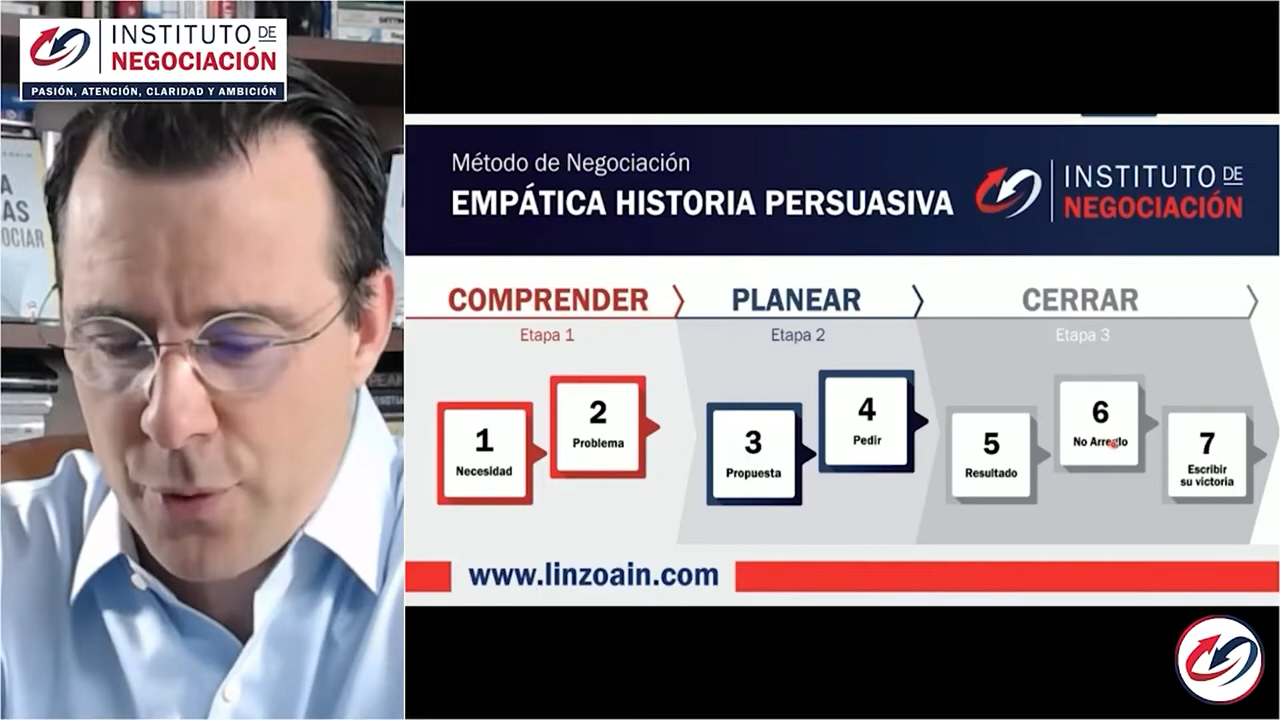 INSTITUTO DE
NEGOCIACIÓN
PASIÓN, ATENCIÓN, CLARIDAD Y AMBICIÓN
A
AS
OCIAR
Método de Negociación
EMPÁTICA HISTORIA PERSUASIVA
INSTITUTO DE
NEGOCIACIÓN
COMPRENDER
PLANEAR
CERRAR
Etapa 1
Etapa 2
Etapa 3
1
Necesidad
2
Problema
3
Propuesta
4
Pedir
5
Resultado
6
No Arreglo
7
Escribir
su victoria
www.linzoain.com